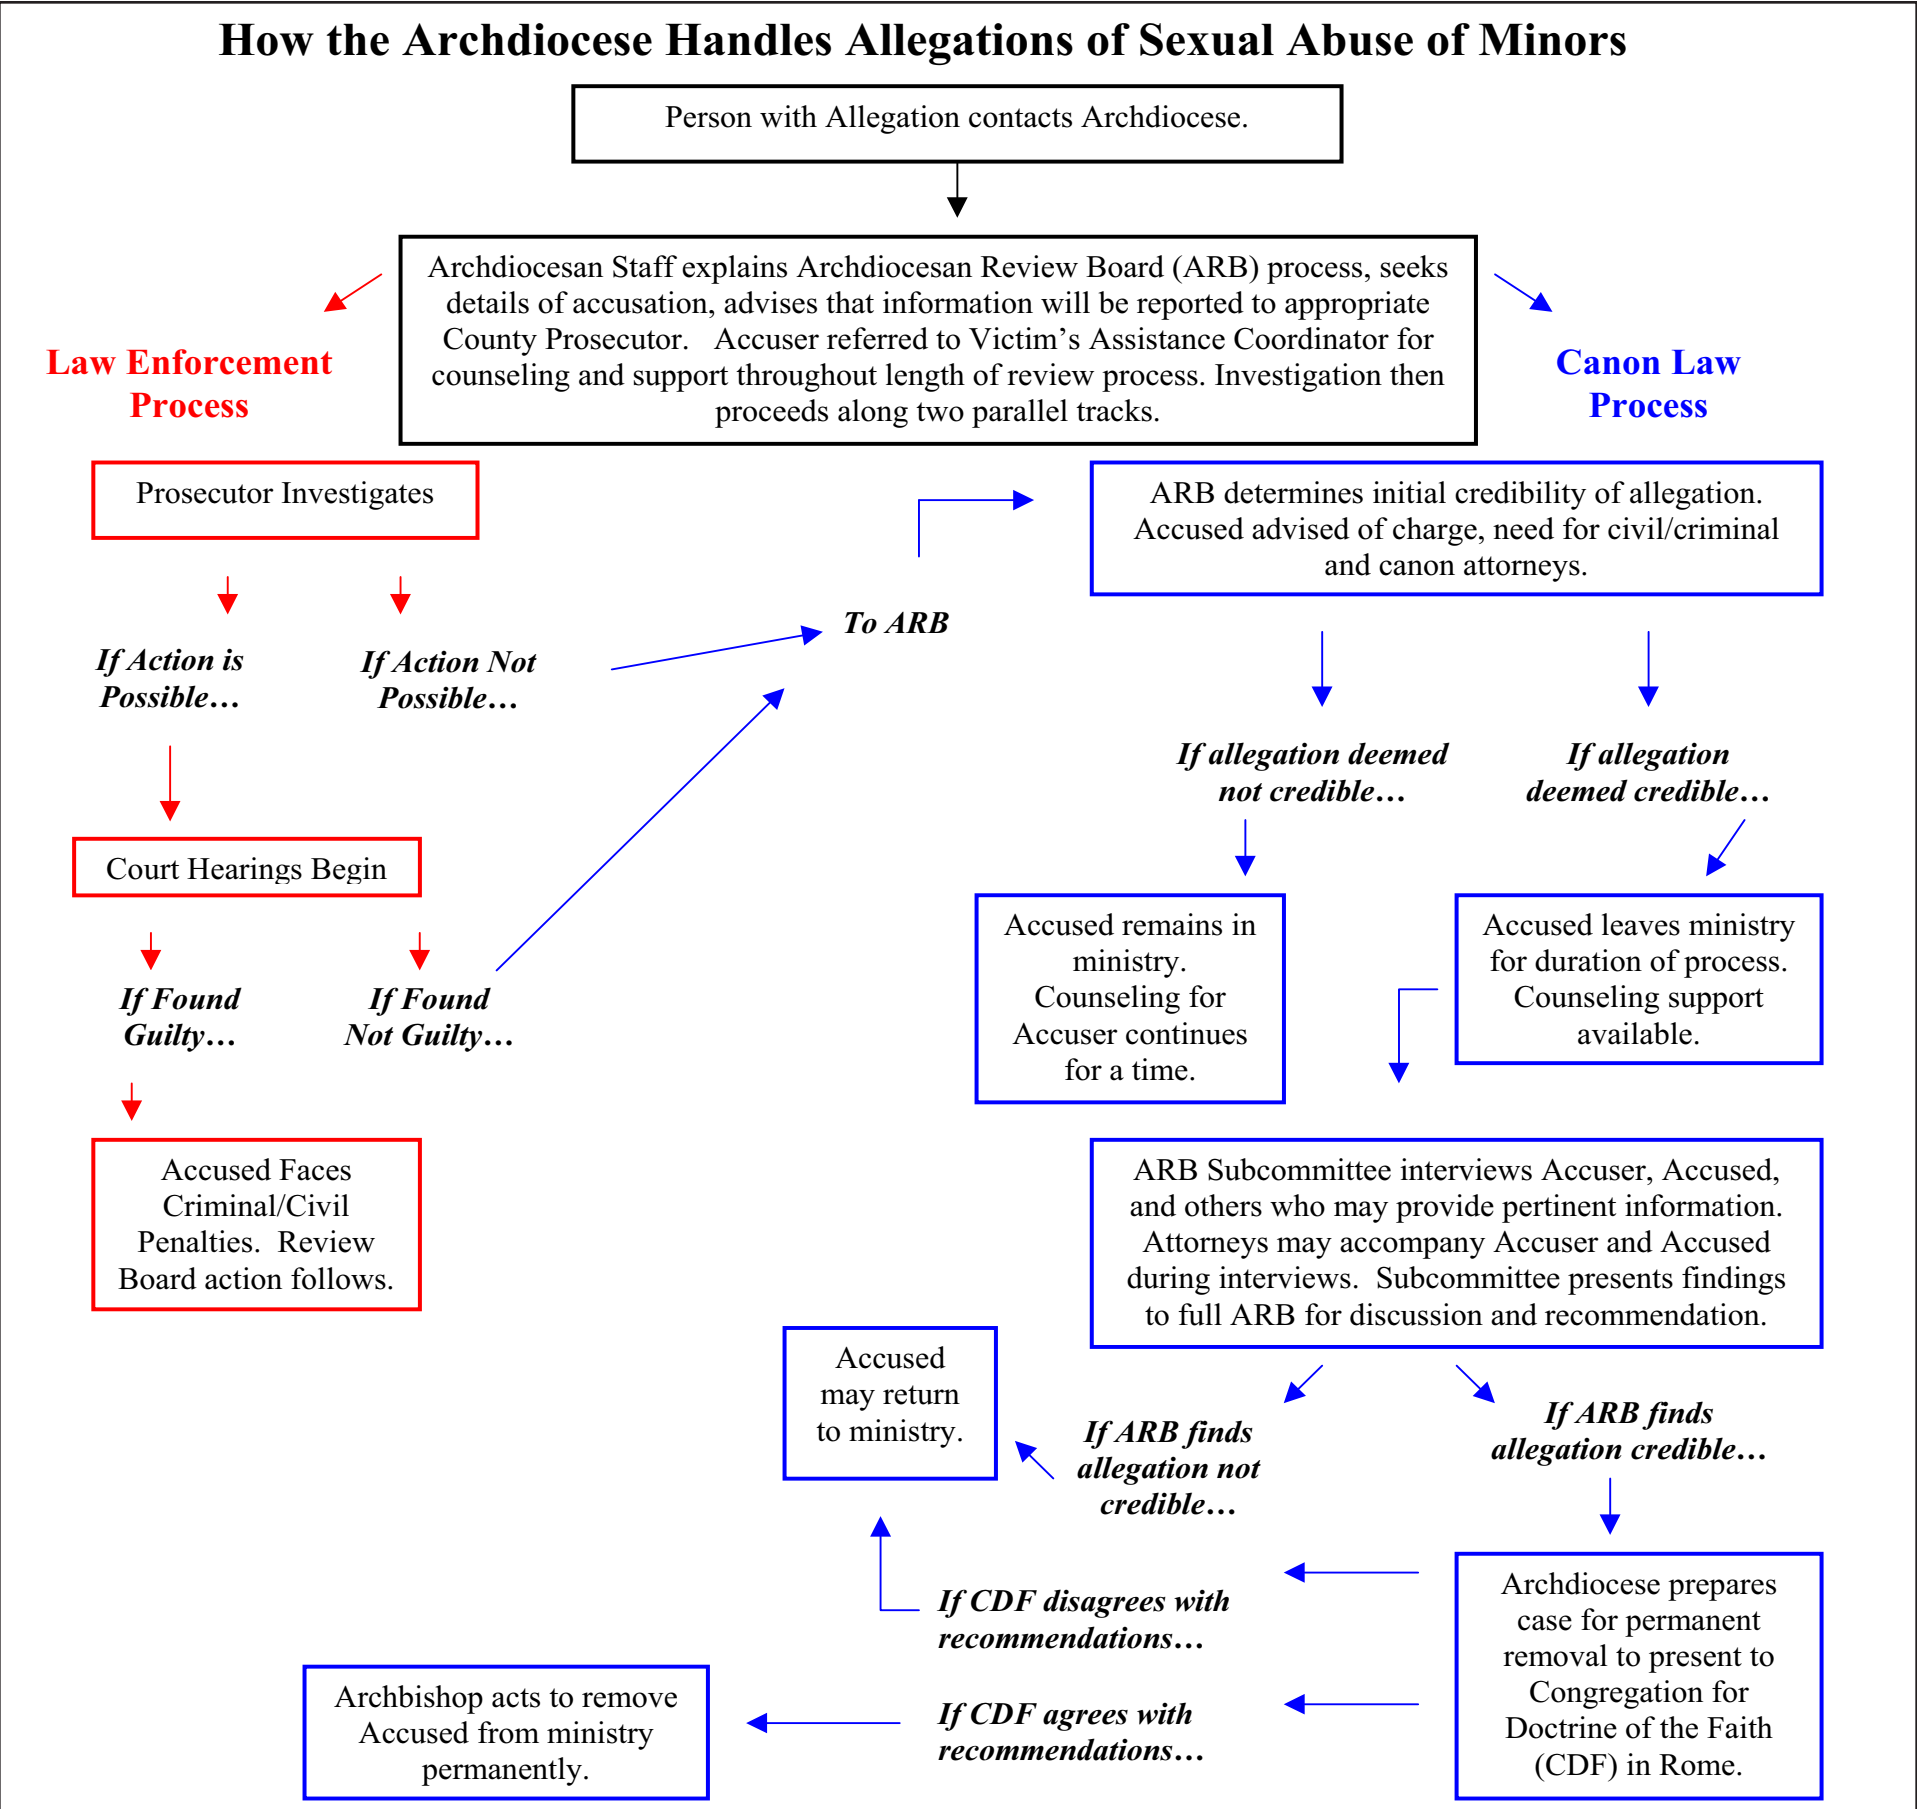 How the Archdiocese Handles Allegations of Sexual Abuse of Minors
Person with Allegation contacts Archdiocese.
Archdiocesan Staff explains Archdiocesan Review Board (ARB) process, seeks
details of accusation, advises that information will be reported to appropriate
County Prosecutor.   Accuser referred to Victim’s Assistance Coordinator for
counseling and support throughout length of review process. Investigation then
proceeds along two parallel tracks.
Law Enforcement
Process
Canon Law
Process
Prosecutor Investigates
If Action is
Possible…
If Action Not
Possible…
To ARB
Court Hearings Begin
If Found
Guilty…
If Found
Not Guilty…
Accused Faces
Criminal/Civil
Penalties.  Review
Board action follows.
ARB determines initial credibility of allegation.
Accused advised of charge, need for civil/criminal
and canon attorneys.
If allegation deemed
not credible…
If allegation
deemed credible…
Accused remains in
ministry.
Counseling for
Accuser continues
for a time.
Accused leaves ministry
for duration of process.
Counseling support
available.
ARB Subcommittee interviews Accuser, Accused,
and others who may provide pertinent information.
Attorneys may accompany Accuser and Accused
during interviews.  Subcommittee presents findings
to full ARB for discussion and recommendation.
Accused
may return
to ministry.
If ARB finds
allegation not
credible…
If ARB finds
allegation credible…
If CDF disagrees with
recommendations…
If CDF agrees with
recommendations…
Archdiocese prepares
case for permanent
removal to present to
Congregation for
Doctrine of the Faith
(CDF) in Rome.
Archbishop acts to remove
Accused from ministry
permanently.